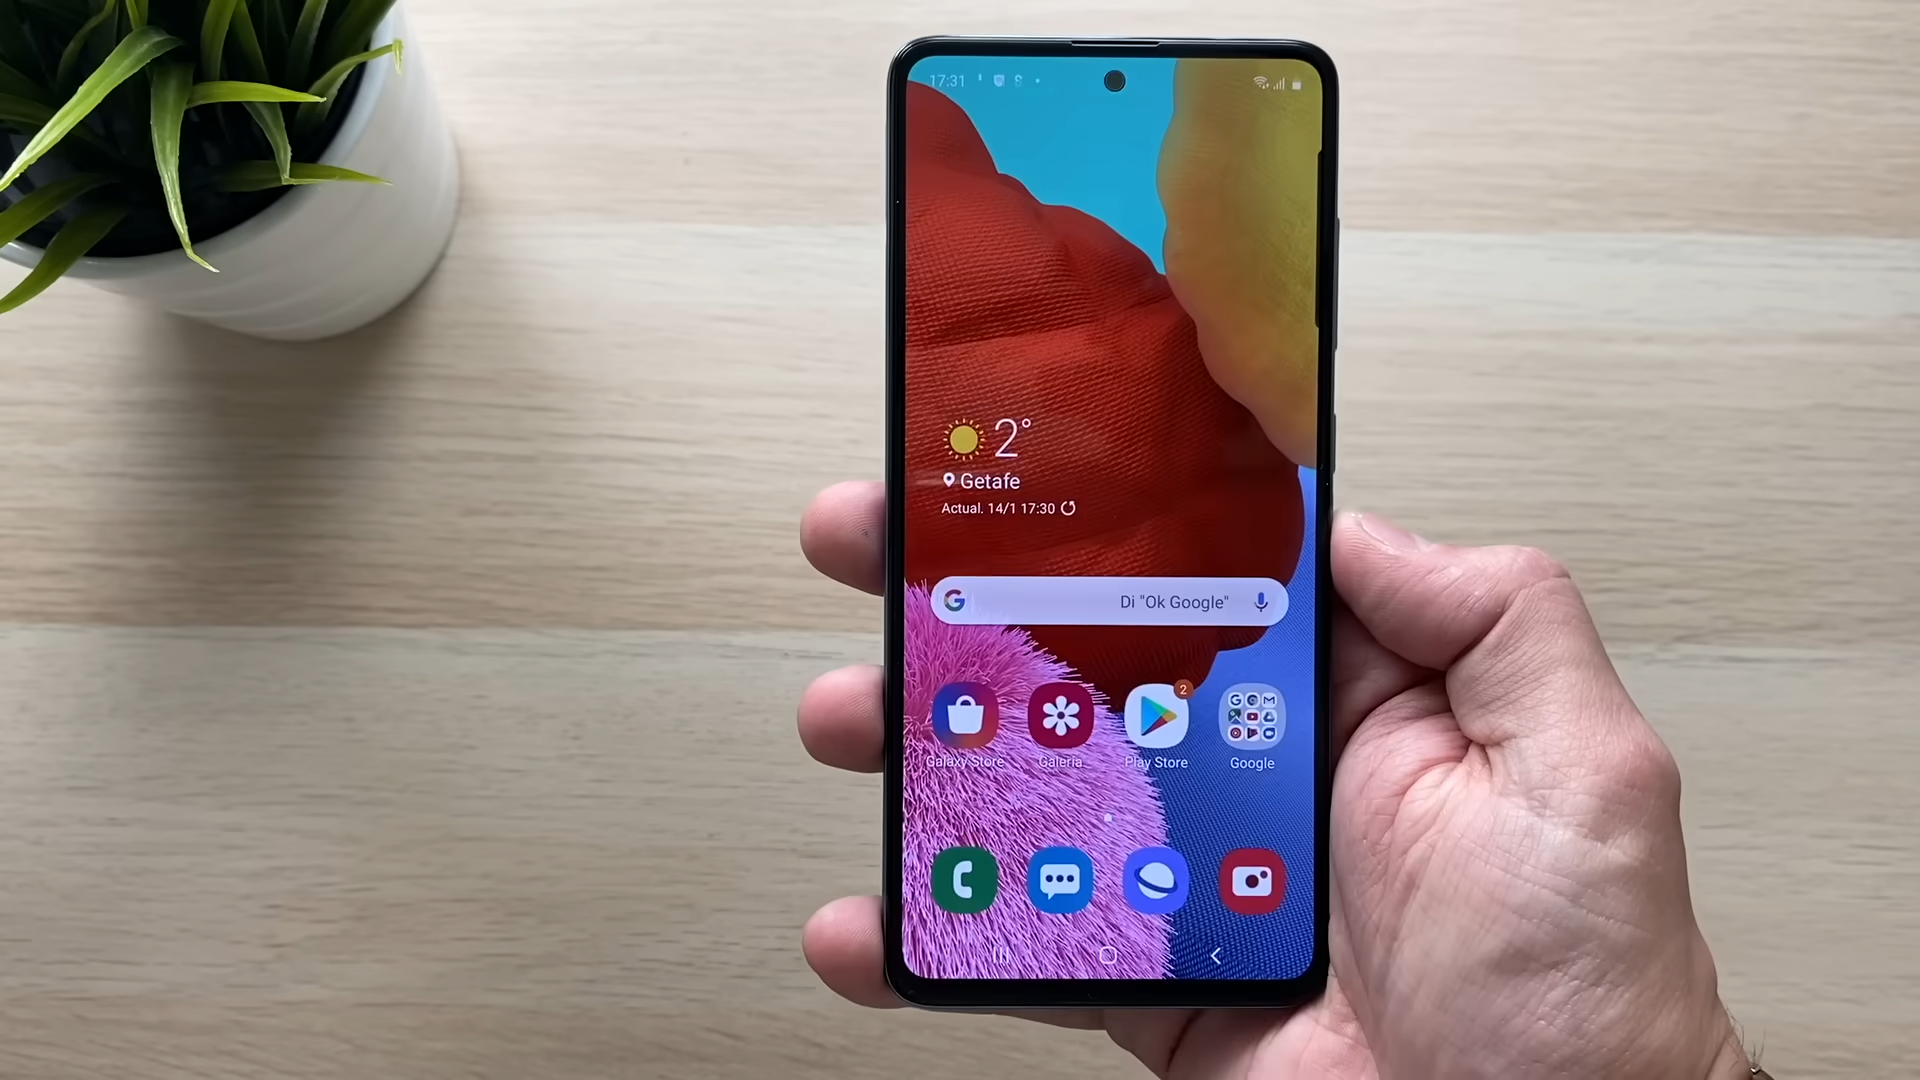 17:31
2°
Getafe
Actual. 14/1 17:30
Di "Ok Google"
2
Galaxy Store
Galería
Play Store
Google